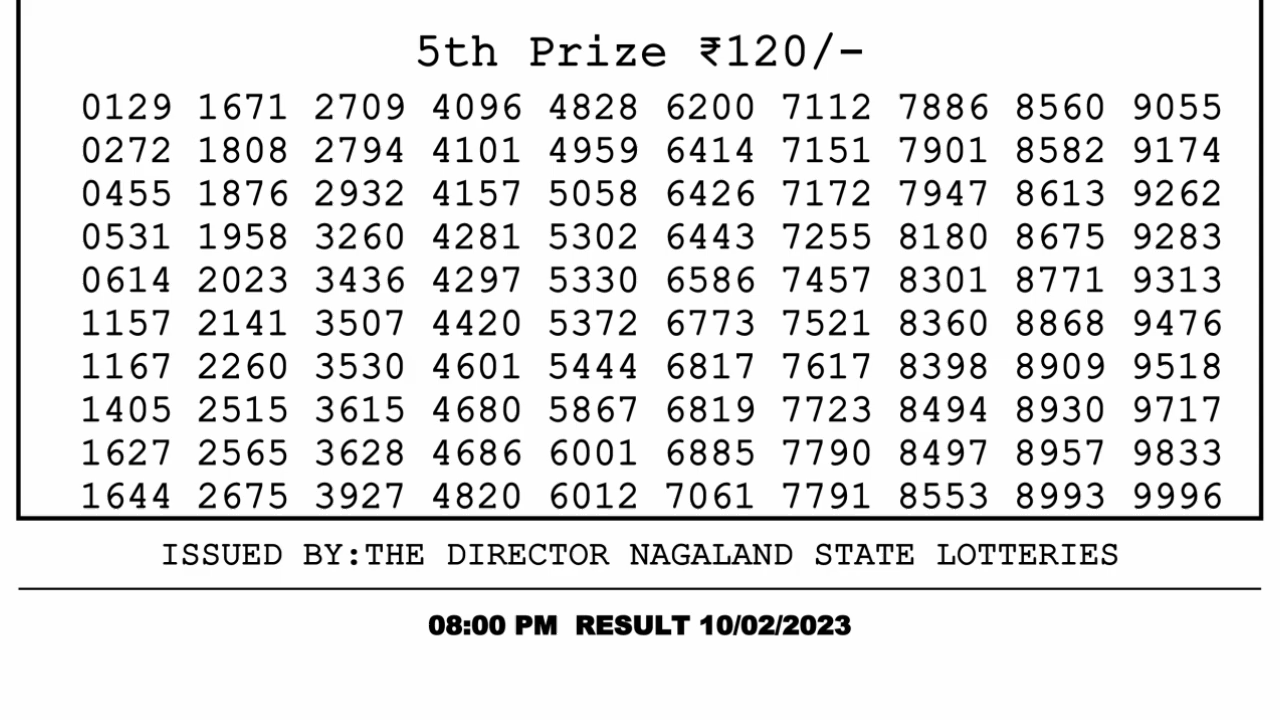 5th Prize ₹120/-
0129 1671 2709 4096 4828 6200 7112 7886 8560 9055
0272 1808 2794 4101 4959 6414 7151 7901 8582 9174
0455 1876 2932 4157 5058 6426 7172 7947 8613 9262
0531 1958 3260 4281 5302 6443 7255 8180 8675 9283
0614 2023 3436 4297 5330 6586 7457 8301 8771 9313
1157 2141 3507 4420 5372 6773 7521 8360 8868 9476
1167 2260 3530 4601 5444 6817 7617 8398 8909 9518
1405 2515 3615 4680 5867 6819 7723 8494 8930 9717
1627 2565 3628 4686 6001 6885 7790 8497 8957 9833
1644 2675 3927 4820 6012 7061 7791 8553 8993 9996
ISSUED BY:THE DIRECTOR NAGALAND STATE LOTTERIES
08:00 PM RESULT 10/02/2023